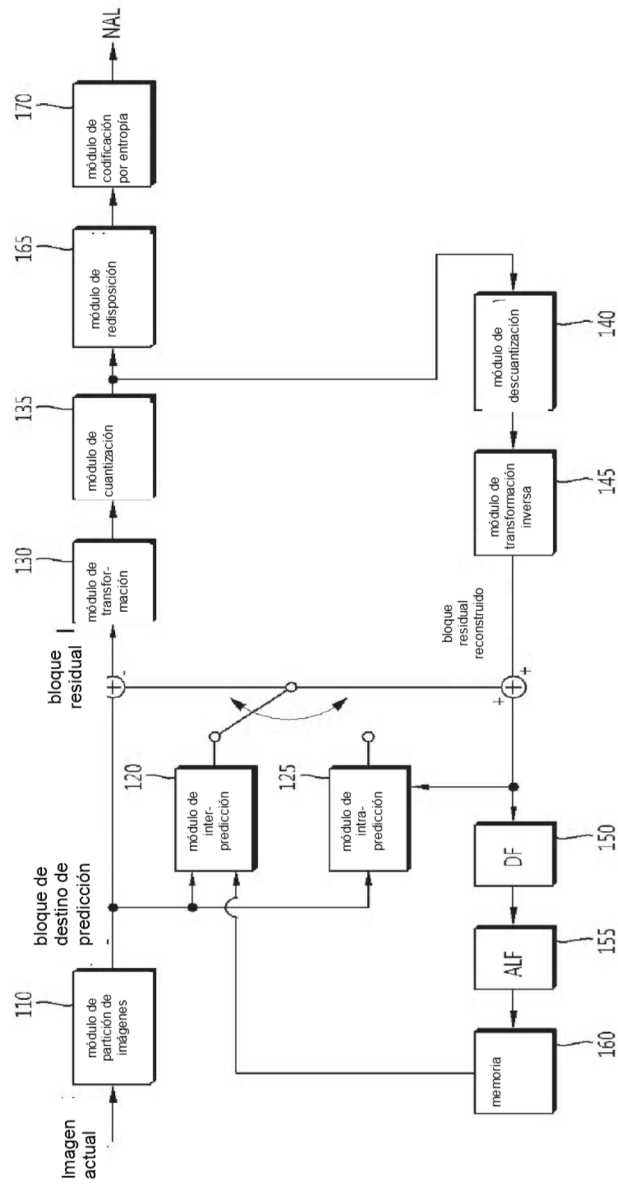 Imagen
actual
110
módulo de
partición de
imágenes
bloque de
destino de
predicción
bloque
residual
130
módulo de
transfor-
mación
135
módulo de
cuantización
165
módulo de
redisposición
170
módulo de
codificación
por entropía
NAL
120
módulo de
inter-
predicción
125
módulo de
intra-
predicción
módulo de
descuantización
140
módulo de
transformación
inversa
145
bloque
residual
reconstruido
-
+
+
+
+
DF
150
ALF
155
memoria
160